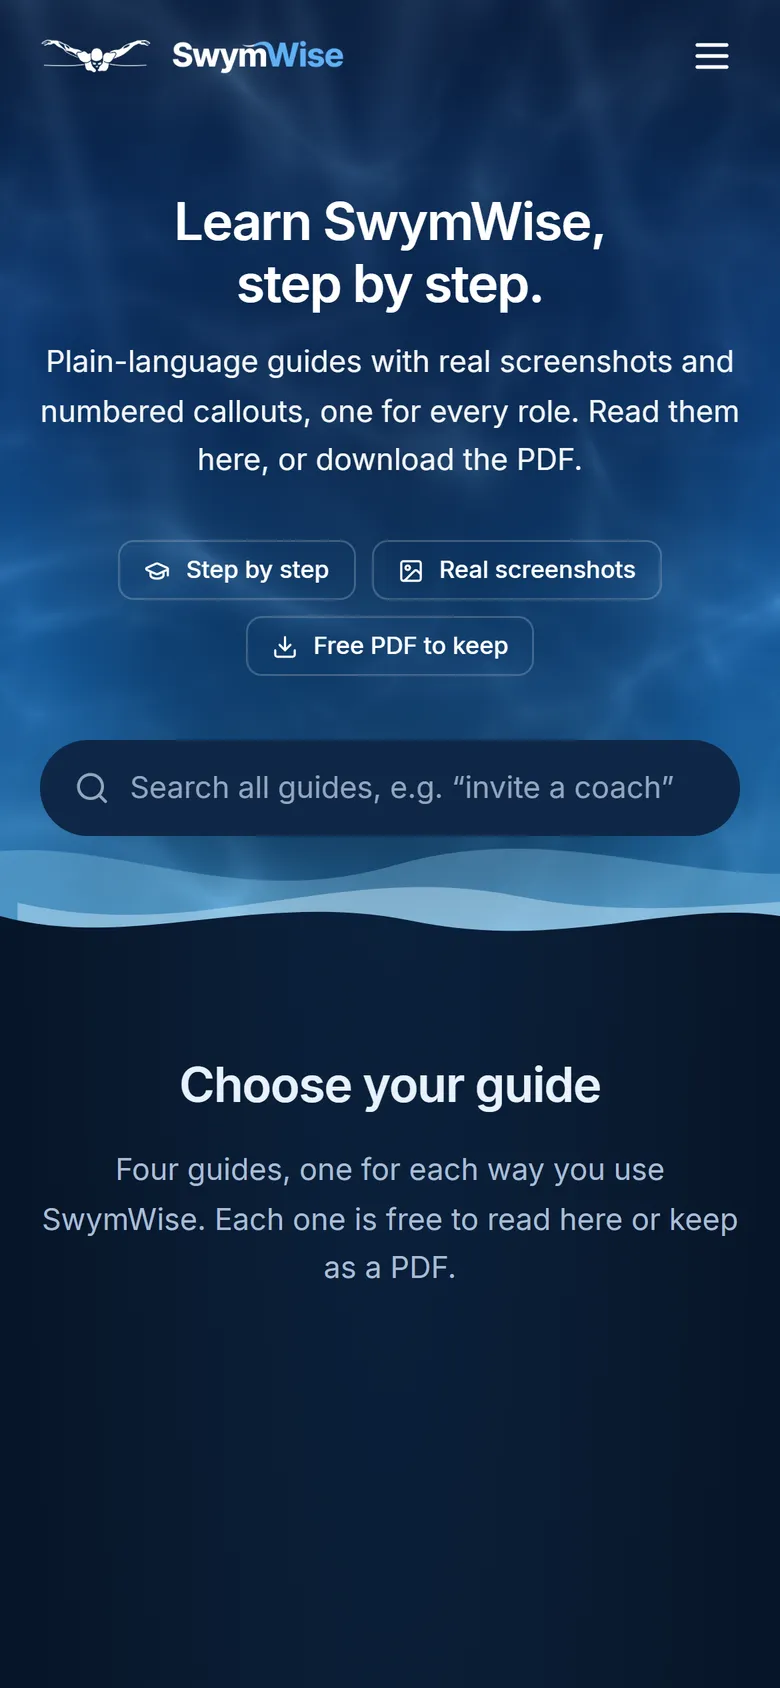 SwymWise
Learn SwymWise,
step by step.
Plain-language guides with real screenshots and
numbered callouts, one for every role. Read them
here, or download the PDF.
Step by step
Real screenshots
Free PDF to keep
Search all guides, e.g. “invite a coach”
Choose your guide
Four guides, one for each way you use
SwymWise. Each one is free to read here or keep
as a PDF.